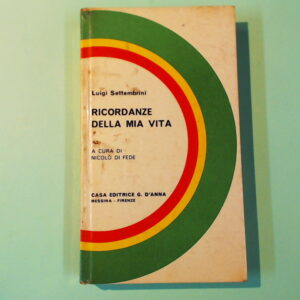 Luigi Settembrini
RICORDANZE
DELLA MIA VITA
A CURA DI
NICOLÒ DI FEDE
CASA EDITRICE G. D'ANNA
MESSINA - FIRENZE